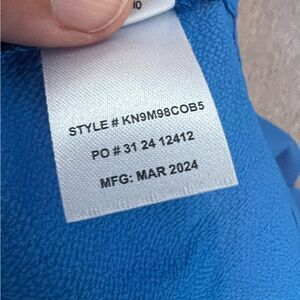 STYLE # KN9M98COB5
PO # 31 24 12412
MFG: MAR 2024